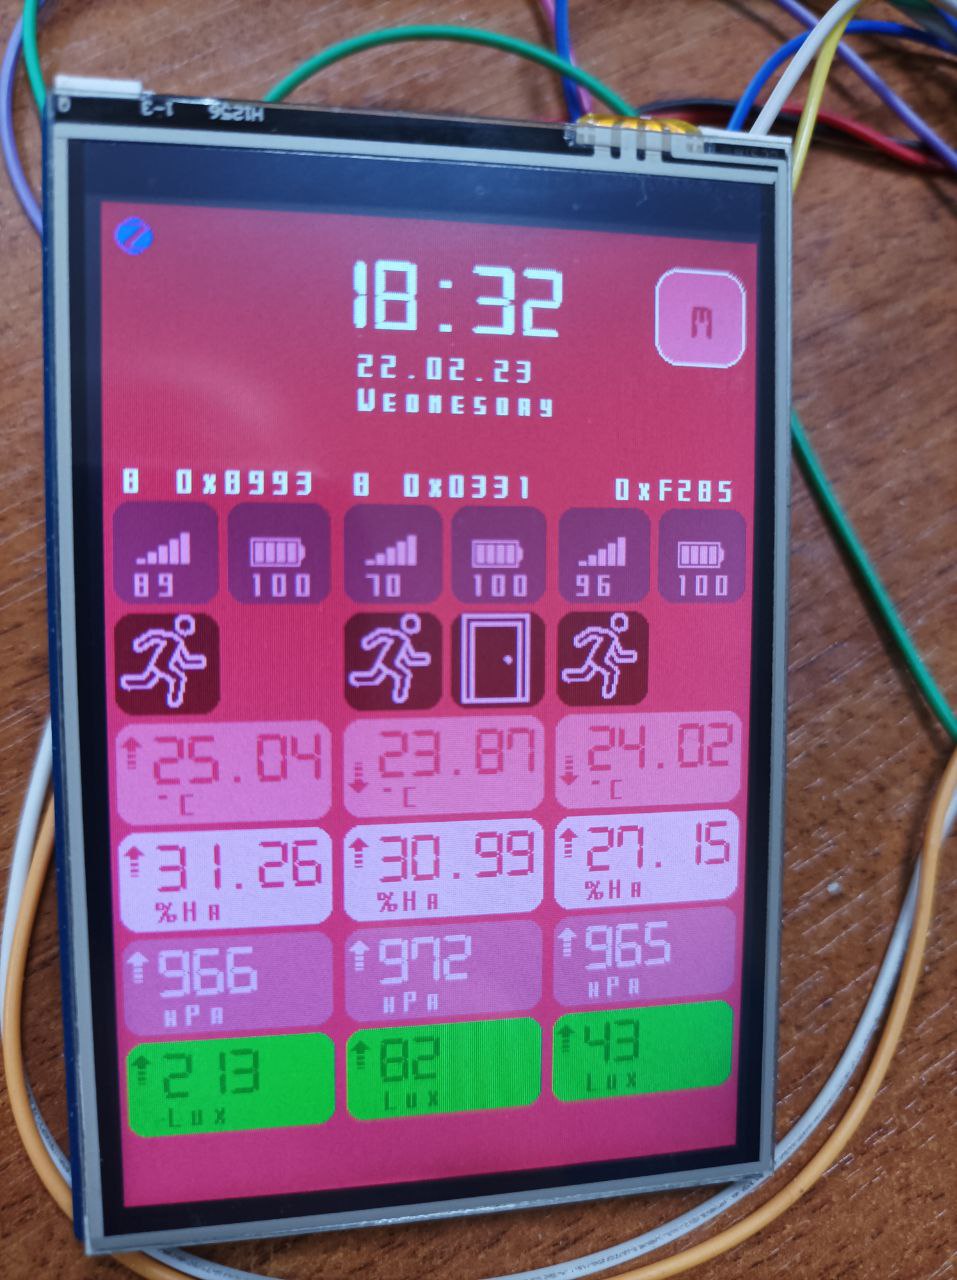 18:32
M
22.02.23
WEDNESDAY
8 0x8993 8 0x0331 0xF285
89 100 70 100 96 100
25.04 23.87 24.02
°C °C °C
31.26 30.99 27.15
%HA %HA %HA
966 972 965
HPA HPA HPA
213 82 43
Lux Lux Lux